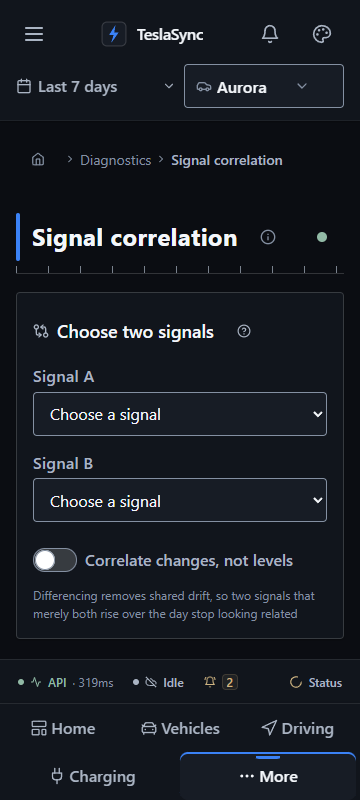 TeslaSync
Last 7 days
Aurora
Diagnostics
Signal correlation
Signal correlation
Choose two signals
Signal A
Choose a signal
Signal B
Choose a signal
Correlate changes, not levels
Differencing removes shared drift, so two signals that
merely both rise over the day stop looking related
API · 319ms
Idle
2
Status
Home
Vehicles
Driving
Charging
More